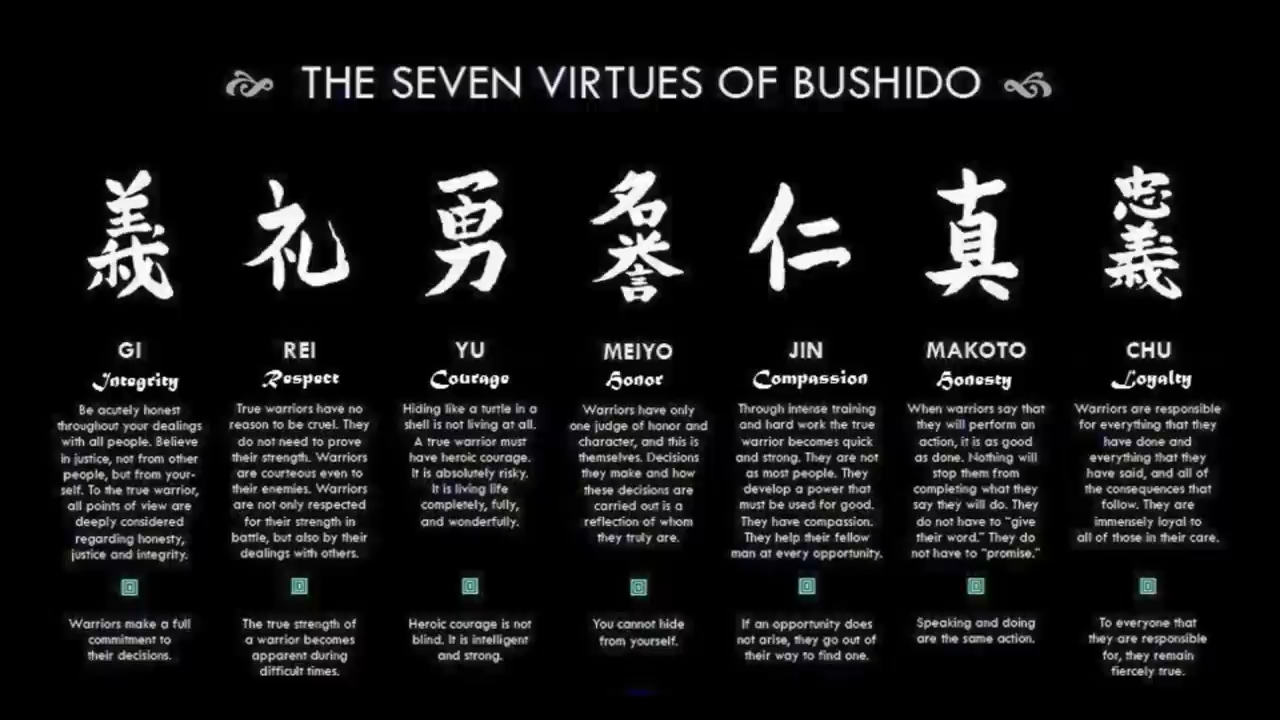 THE SEVEN VIRTUES OF BUSHIDO
義
GI
Integrity
Be acutely honest
throughout your dealings
with all people. Believe
in justice, not from other
people, but from your-
self. To the true warrior,
all points of view are
deeply considered
regarding honesty,
justice and integrity.
Warriors make a full
commitment to
their decisions.
礼
REI
Respect
True warriors have no
reason to be cruel. They
do not need to prove
their strength. Warriors
are courteous even to
their enemies. Warriors
are not only respected
for their strength in
battle, but also by their
dealings with others.
The true strength of
a warrior becomes
apparent during
difficult times.
勇
YU
Courage
Hiding like a turtle in a
shell is not living at all.
A true warrior must
have heroic courage.
It is absolutely risky.
It is living life
completely, fully,
and wonderfully.
Heroic courage is not
blind. It is intelligent
and strong.
名
誉
MEIYO
Honor
Warriors have only
one judge of honor and
character, and this is
themselves. Decisions
they make and how
these decisions are
carried out is a
reflection of whom
they truly are.
You cannot hide
from yourself.
仁
JIN
Compassion
Through intense training
and hard work the true
warrior becomes quick
and strong. They are not
as most people. They
develop a power that
must be used for good.
They have compassion.
They help their fellow
man at every opportunity.
If an opportunity does
not arise, they go out of
their way to find one.
真
MAKOTO
Honesty
When warriors say that
they will perform an
action, it is as good
as done. Nothing will
stop them from
completing what they
say they will do. They
do not have to "give
their word." They do
not have to "promise."
Speaking and doing
are the same action.
忠
義
CHU
Loyalty
Warriors are responsible
for everything that they
have done and
everything that they
have said, and all of
the consequences that
follow. They are
immensely loyal to
all of those in their care.
To everyone that
they are responsible
for, they remain
fiercely true.